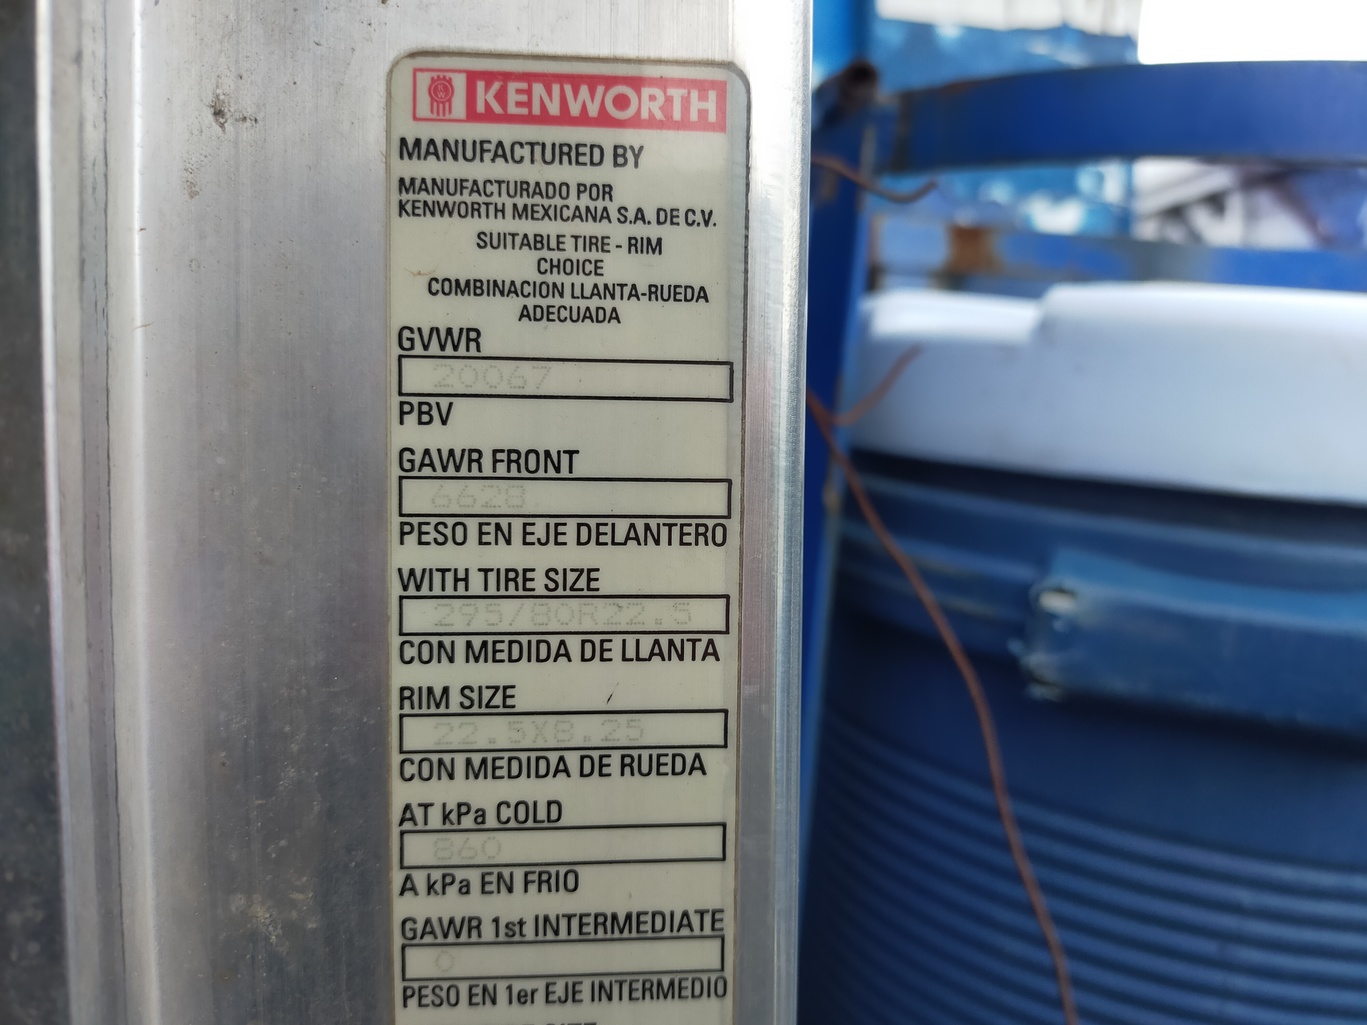 KENWORTH
MANUFACTURED BY
MANUFACTURADO POR
KENWORTH MEXICANA S.A. DE C.V.
SUITABLE TIRE - RIM
CHOICE
COMBINACION LLANTA-RUEDA
ADECUADA
GVWR
20067
PBV
GAWR FRONT
6628
PESO EN EJE DELANTERO
WITH TIRE SIZE
295/80R22.5
CON MEDIDA DE LLANTA
RIM SIZE
22.5X8.25
CON MEDIDA DE RUEDA
AT kPa COLD
860
A kPa EN FRIO
GAWR 1st INTERMEDIATE
0
PESO EN 1er EJE INTERMEDIO